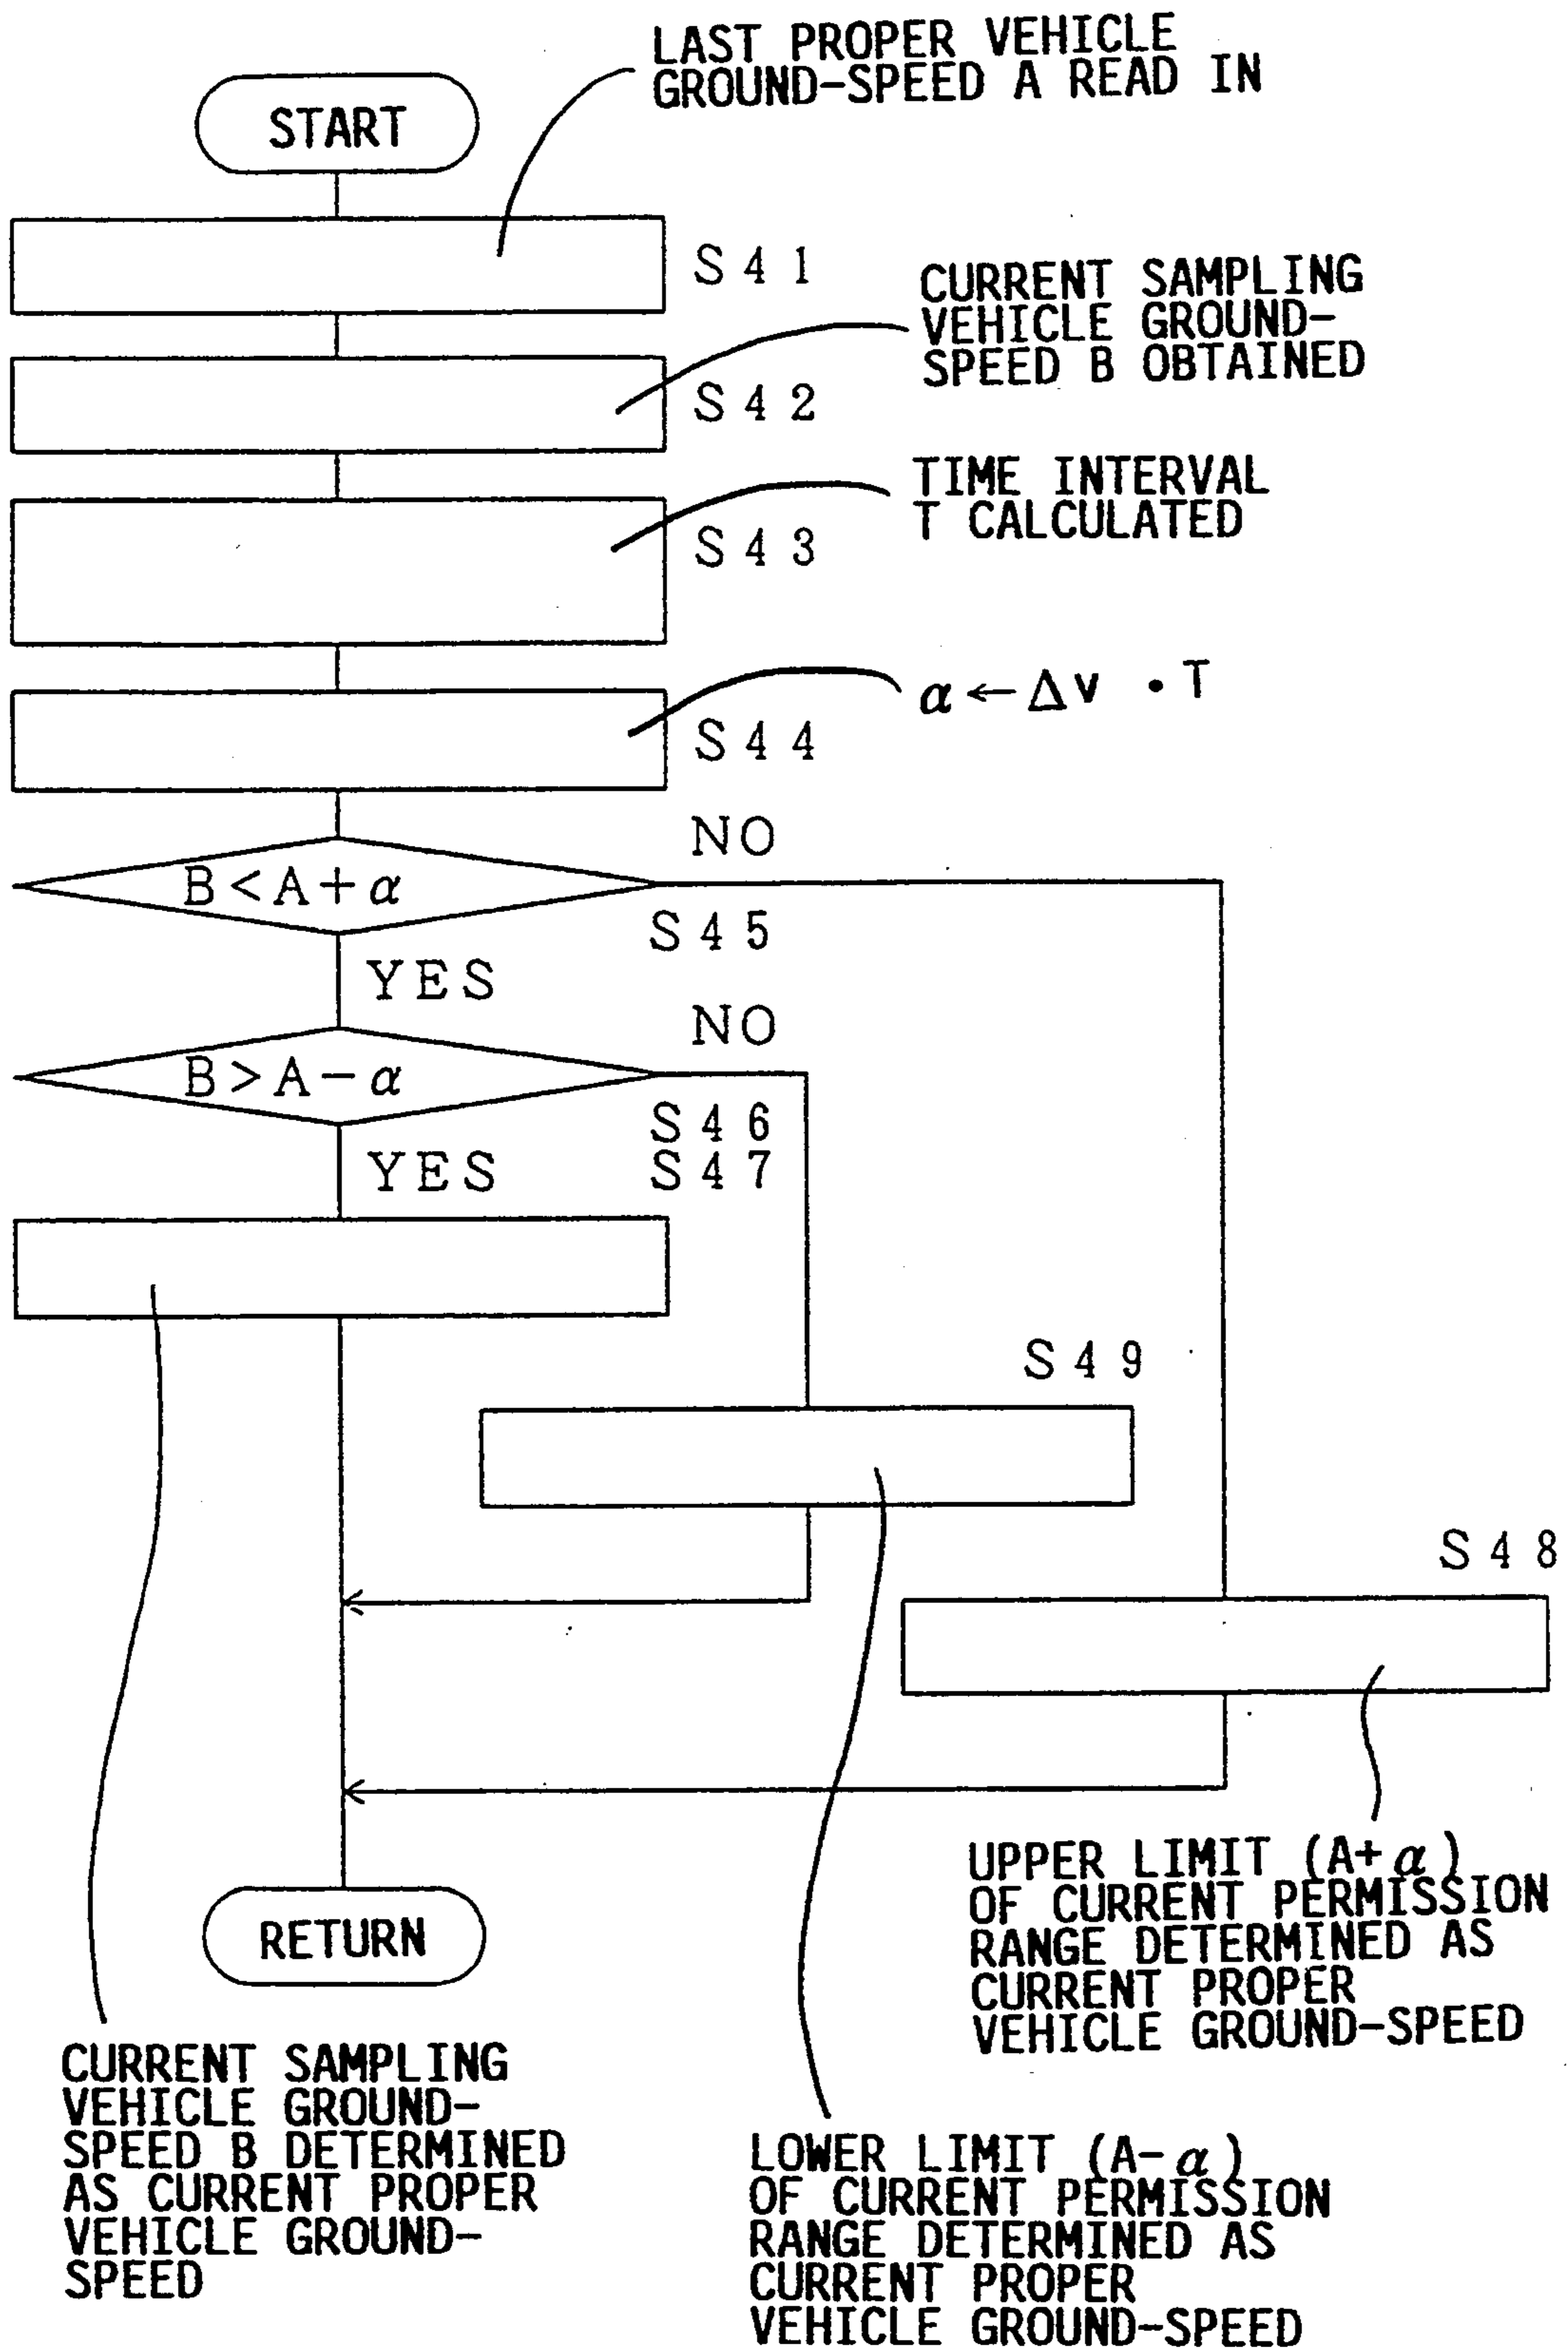 LAST PROPER VEHICLE
GROUND-SPEED A READ IN
START
S41
CURRENT SAMPLING
VEHICLE GROUND-
SPEED B OBTAINED
S42
TIME INTERVAL
T CALCULATED
S43
α ← Δv • T
S44
NO
B < A + α
S45
YES
NO
B > A − α
S46
YES
S47
S49
S48
UPPER LIMIT (A+α)
OF CURRENT PERMISSION
RANGE DETERMINED AS
CURRENT PROPER
VEHICLE GROUND-SPEED
RETURN
CURRENT SAMPLING
VEHICLE GROUND-
SPEED B DETERMINED
AS CURRENT PROPER
VEHICLE GROUND-
SPEED
LOWER LIMIT (A-α)
OF CURRENT PERMISSION
RANGE DETERMINED AS
CURRENT PROPER
VEHICLE GROUND-SPEED